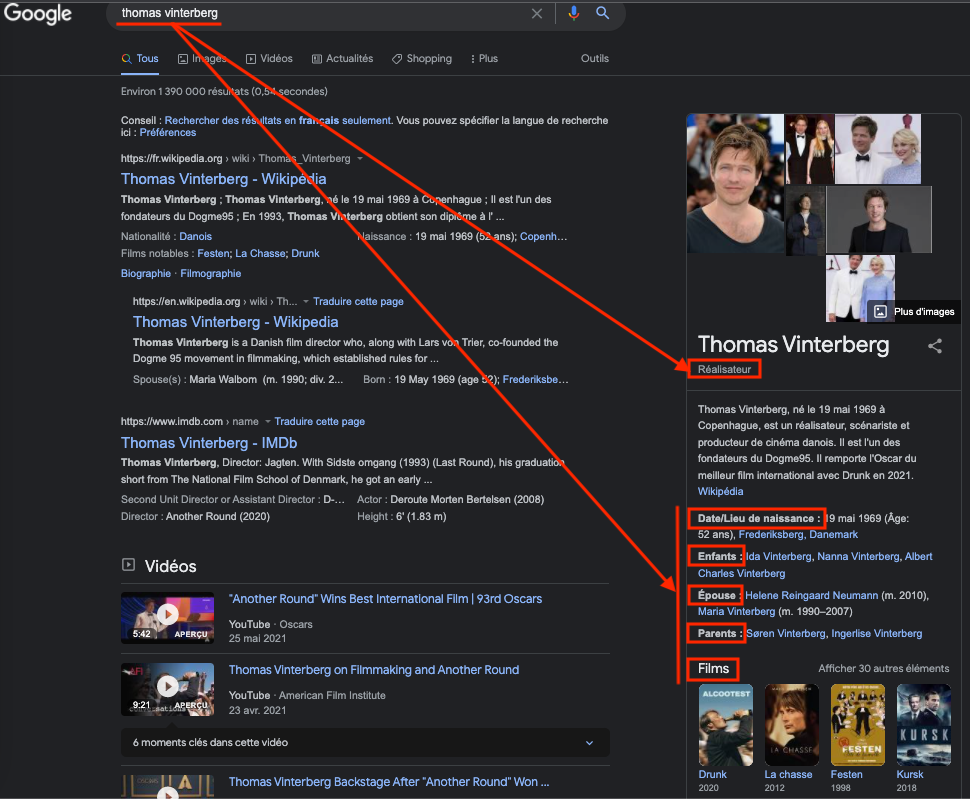 Google
thomas vinterberg
Tous Images Vidéos Actualités Shopping Plus Outils
Environ 1 390 000 résultats (0,54 secondes)
Conseil : Rechercher des résultats en français seulement. Vous pouvez spécifier la langue de recherche
ici : Préférences
https://fr.wikipedia.org › wiki › Thomas_Vinterberg
Thomas Vinterberg - Wikipédia
Thomas Vinterberg ; Thomas Vinterberg, né le 19 mai 1969 à Copenhague ; Il est l'un des
fondateurs du Dogme95 ; En 1993, Thomas Vinterberg obtient son diplôme à l' ...
Nationalité : Danois Naissance : 19 mai 1969 (52 ans); Copenh...
Films notables : Festen; La Chasse; Drunk
Biographie · Filmographie
https://en.wikipedia.org › wiki › Th... Traduire cette page
Thomas Vinterberg - Wikipedia
Thomas Vinterberg is a Danish film director who, along with Lars von Trier, co-founded the
Dogme 95 movement in filmmaking, which established rules for ...
Spouse(s) : Maria Walbom (m. 1990; div. 2... Born : 19 May 1969 (age 52); Frederiksbe...
https://www.imdb.com › name Traduire cette page
Thomas Vinterberg - IMDb
Thomas Vinterberg, Director: Jagten. With Sidste omgang (1993) (Last Round), his graduation
short from The National Film School of Denmark, he got an early ...
Second Unit Director or Assistant Director : D-... Actor : Deroute Morten Bertelsen (2008)
Director : Another Round (2020) Height : 6' (1.83 m)
Vidéos
"Another Round" Wins Best International Film | 93rd Oscars
YouTube · Oscars
25 mai 2021
5:42 APERÇU
Thomas Vinterberg on Filmmaking and Another Round
AFI
YouTube · American Film Institute
23 avr. 2021
9:21 APERÇU
6 moments clés dans cette vidéo
Thomas Vinterberg Backstage After "Another Round" Won ...
Plus d'images
Thomas Vinterberg
Réalisateur
Thomas Vinterberg, né le 19 mai 1969 à
Copenhague, est un réalisateur, scénariste et
producteur de cinéma danois. Il est l'un des
fondateurs du Dogme95. Il remporte l'Oscar du
meilleur film international avec Drunk en 2021.
Wikipédia
Date/Lieu de naissance : 19 mai 1969 (Âge:
52 ans), Frederiksberg, Danemark
Enfants : Ida Vinterberg, Nanna Vinterberg, Albert
Charles Vinterberg
Épouse : Helene Reingaard Neumann (m. 2010),
Maria Vinterberg (m. 1990–2007)
Parents : Søren Vinterberg, Ingerlise Vinterberg
Films Afficher 30 autres éléments
ALCOOTEST
LA CHASSE
FESTEN
KURSK
Drunk La chasse Festen Kursk
2020 2012 1998 2018